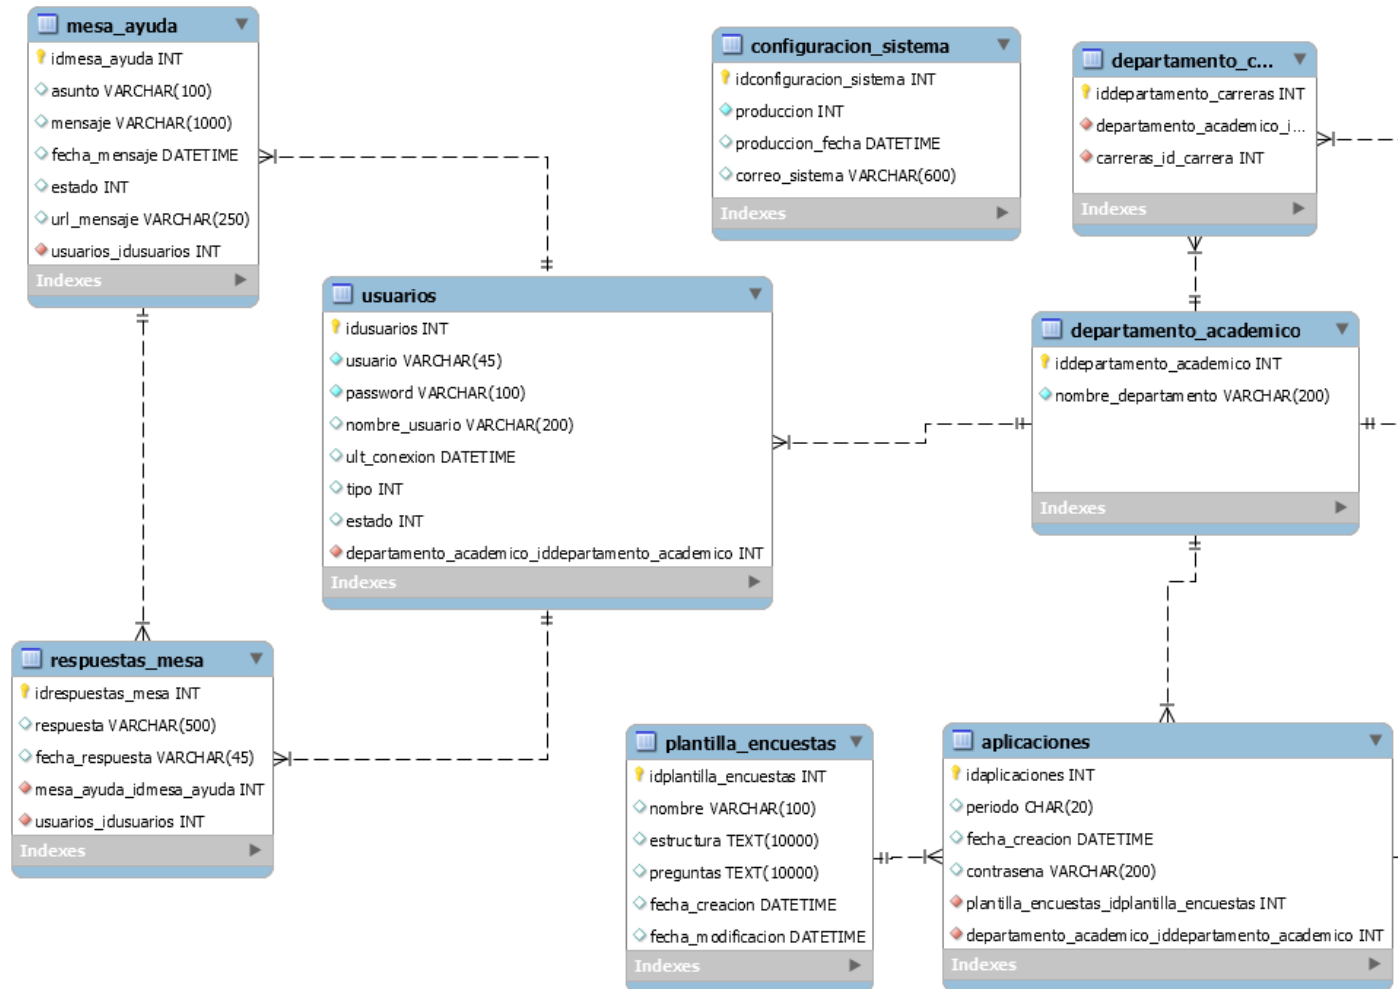 mesa_ayuda
idmesa_ayuda INT
asunto VARCHAR(100)
mensaje VARCHAR(1000)
fecha_mensaje DATETIME
estado INT
url_mensaje VARCHAR(250)
usuarios_idusuarios INT
Indexes
configuracion_sistema
idconfiguracion_sistema INT
produccion INT
produccion_fecha DATETIME
correo_sistema VARCHAR(600)
Indexes
departamento_c...
iddepartamento_carreras INT
departamento_academico_i...
carreras_id_carrera INT
Indexes
usuarios
idusuarios INT
usuario VARCHAR(45)
password VARCHAR(100)
nombre_usuario VARCHAR(200)
ult_conexion DATETIME
tipo INT
estado INT
departamento_academico_iddepartamento_academico INT
Indexes
departamento_academico
iddepartamento_academico INT
nombre_departamento VARCHAR(200)
Indexes
respuestas_mesa
idrespuestas_mesa INT
respuesta VARCHAR(500)
fecha_respuesta VARCHAR(45)
mesa_ayuda_idmesa_ayuda INT
usuarios_idusuarios INT
Indexes
plantilla_encuestas
idplantilla_encuestas INT
nombre VARCHAR(100)
estructura TEXT(10000)
preguntas TEXT(10000)
fecha_creacion DATETIME
fecha_modificacion DATETIME
Indexes
aplicaciones
idaplicaciones INT
periodo CHAR(20)
fecha_creacion DATETIME
contrasena VARCHAR(200)
plantilla_encuestas_idplantilla_encuestas INT
departamento_academico_iddepartamento_academico INT
Indexes